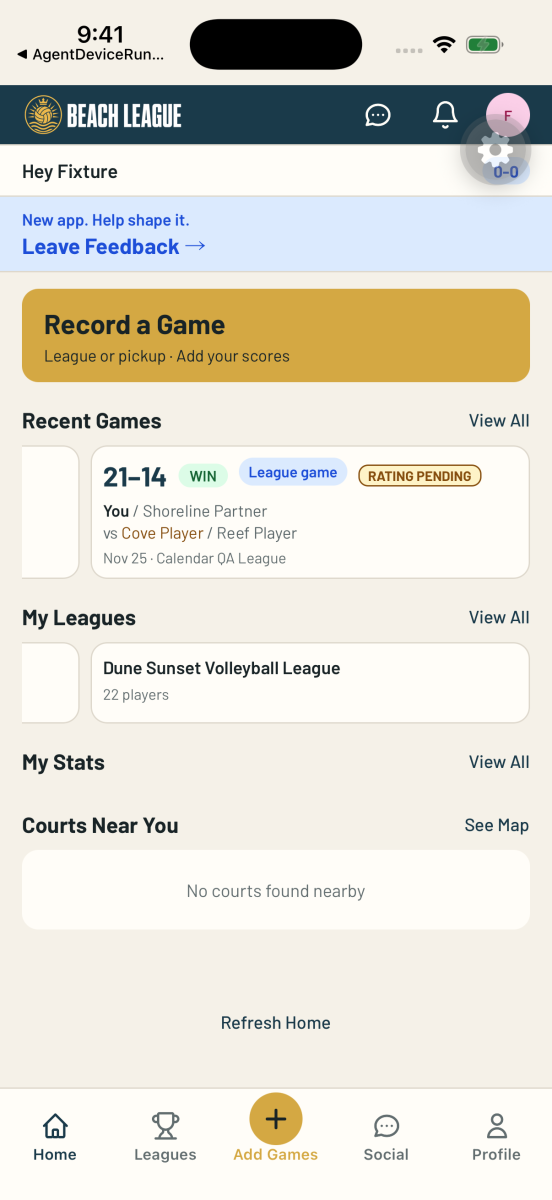 9:41
◀ AgentDeviceRun...
BEACH LEAGUE
F
Hey Fixture
0-0
New app. Help shape it.
Leave Feedback →
Record a Game
League or pickup · Add your scores
Recent Games
View All
21–14
WIN
League game
RATING PENDING
You / Shoreline Partner
vs Cove Player / Reef Player
Nov 25 · Calendar QA League
My Leagues
View All
Dune Sunset Volleyball League
22 players
My Stats
View All
Courts Near You
See Map
No courts found nearby
Refresh Home
Home
Leagues
Add Games
Social
Profile